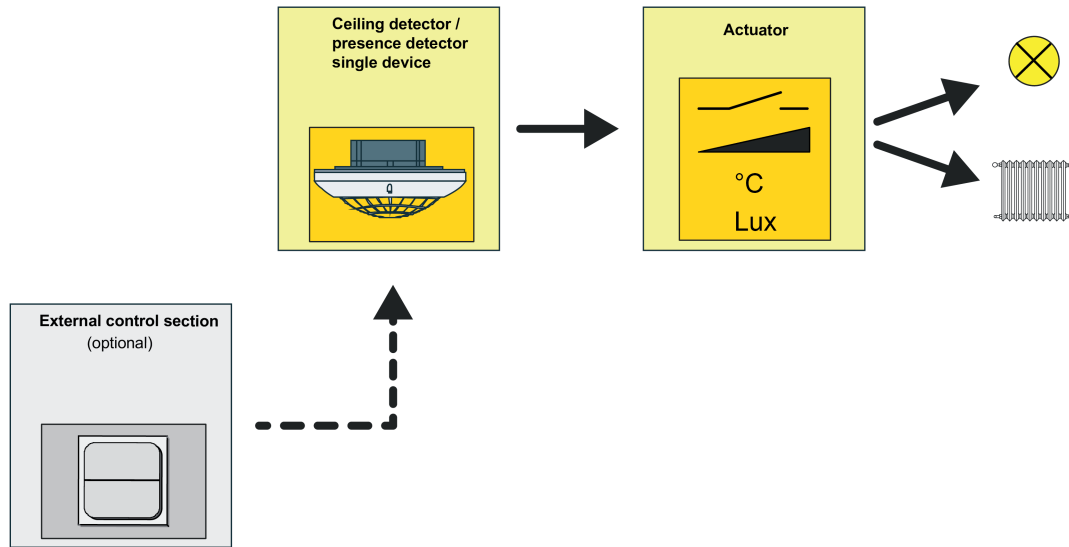 Ceiling detector /
presence detector
single device
Actuator
°C
Lux
External control section
(optional)